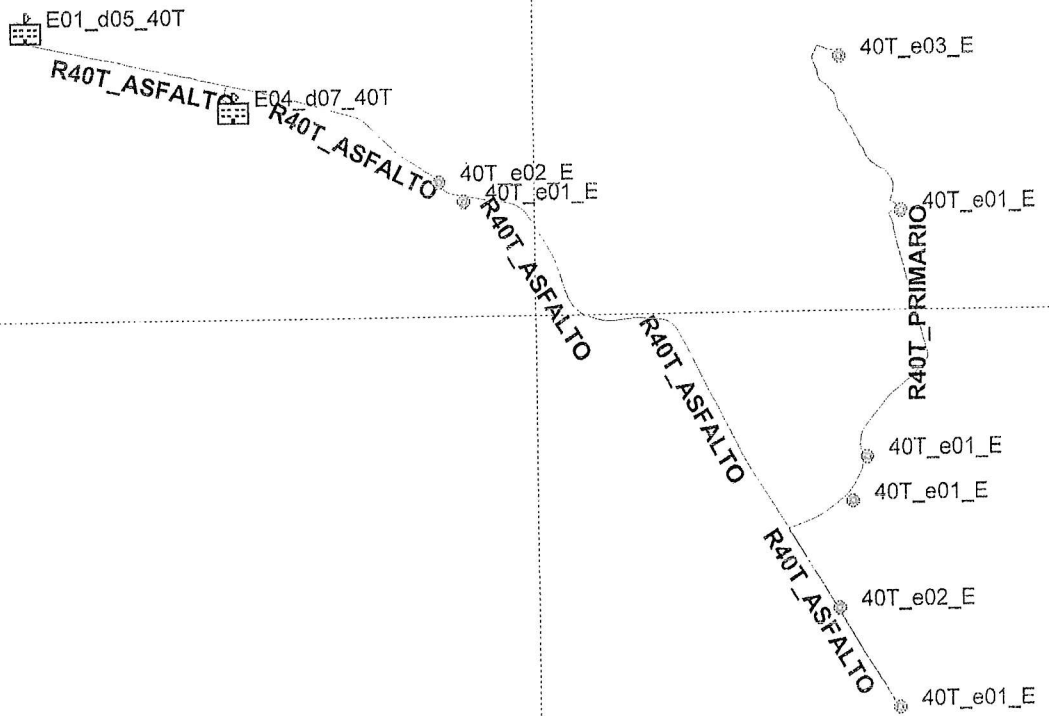 E01_d05_40T
40T_e03_E
R40T_ASFALTO
E04_d07_40T
R40T_ASFALTO
40T_e02_E
40T_e01_E
40T_e01_E
R40T_ASFALTO
R40T_PRIMARIO
R40T_ASFALTO
40T_e01_E
40T_e01_E
R40T_ASFALTO
40T_e02_E
40T_e01_E